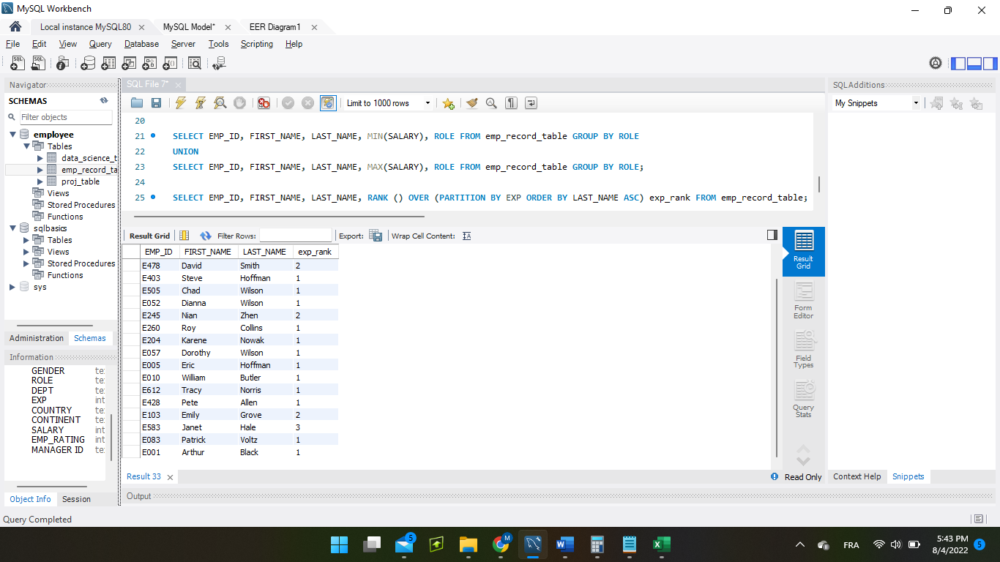 MySQL Workbench
Local instance MySQL80 MySQL Model* EER Diagram1
File Edit View Query Database Server Tools Scripting Help
Navigator
SCHEMAS
Filter objects
employee
Tables
data_science_t
emp_record_ta
proj_table
Views
Stored Procedures
Functions
sqlbasics
Tables
Views
Stored Procedures
Functions
sys
Administration Schemas
Information
GENDER te
ROLE te
DEPT te
EXP int
COUNTRY te
CONTINENT te
SALARY int
EMP_RATING int
MANAGER ID te
Object Info Session
SQL File 7*
Limit to 1000 rows
20
21 SELECT EMP_ID, FIRST_NAME, LAST_NAME, MIN(SALARY), ROLE FROM emp_record_table GROUP BY ROLE
22 UNION
23 SELECT EMP_ID, FIRST_NAME, LAST_NAME, MAX(SALARY), ROLE FROM emp_record_table GROUP BY ROLE;
24
25 SELECT EMP_ID, FIRST_NAME, LAST_NAME, RANK () OVER (PARTITION BY EXP ORDER BY LAST_NAME ASC) exp_rank FROM emp_record_table;
Result Grid Filter Rows: Export: Wrap Cell Content:
EMP_ID FIRST_NAME LAST_NAME exp_rank
E478 David Smith 2
E403 Steve Hoffman 1
E505 Chad Wilson 1
E052 Dianna Wilson 1
E245 Nian Zhen 2
E260 Roy Collins 1
E204 Karene Nowak 1
E057 Dorothy Wilson 1
E005 Eric Hoffman 1
E010 William Butler 1
E612 Tracy Norris 1
E428 Pete Allen 1
E103 Emily Grove 2
E583 Janet Hale 3
E083 Patrick Voltz 1
E001 Arthur Black 1
Result 33 Read Only
Result
Grid
Form
Editor
Field
Types
Query
Stats
Output
SQLAdditions
My Snippets
Context Help Snippets
Query Completed
5 M FRA 5:43 PM
8/4/2022 5